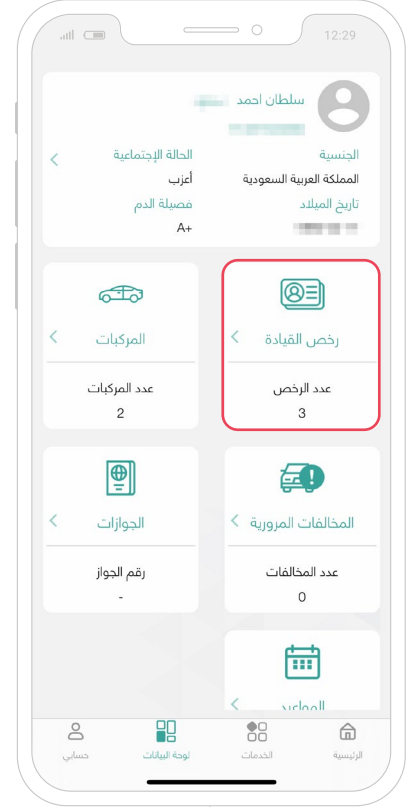 12:29
سلطان احمد
الجنسية
المملكة العربية السعودية
تاريخ الميلاد
الحالة الإجتماعية
أعزب
فصيلة الدم
A+
رخص القيادة
عدد الرخص
3
المركبات
عدد المركبات
2
المخالفات المرورية
عدد المخالفات
0
الجوازات
رقم الجواز
-
المواعيد
الرئيسية
الخدمات
لوحة البيانات
حسابي